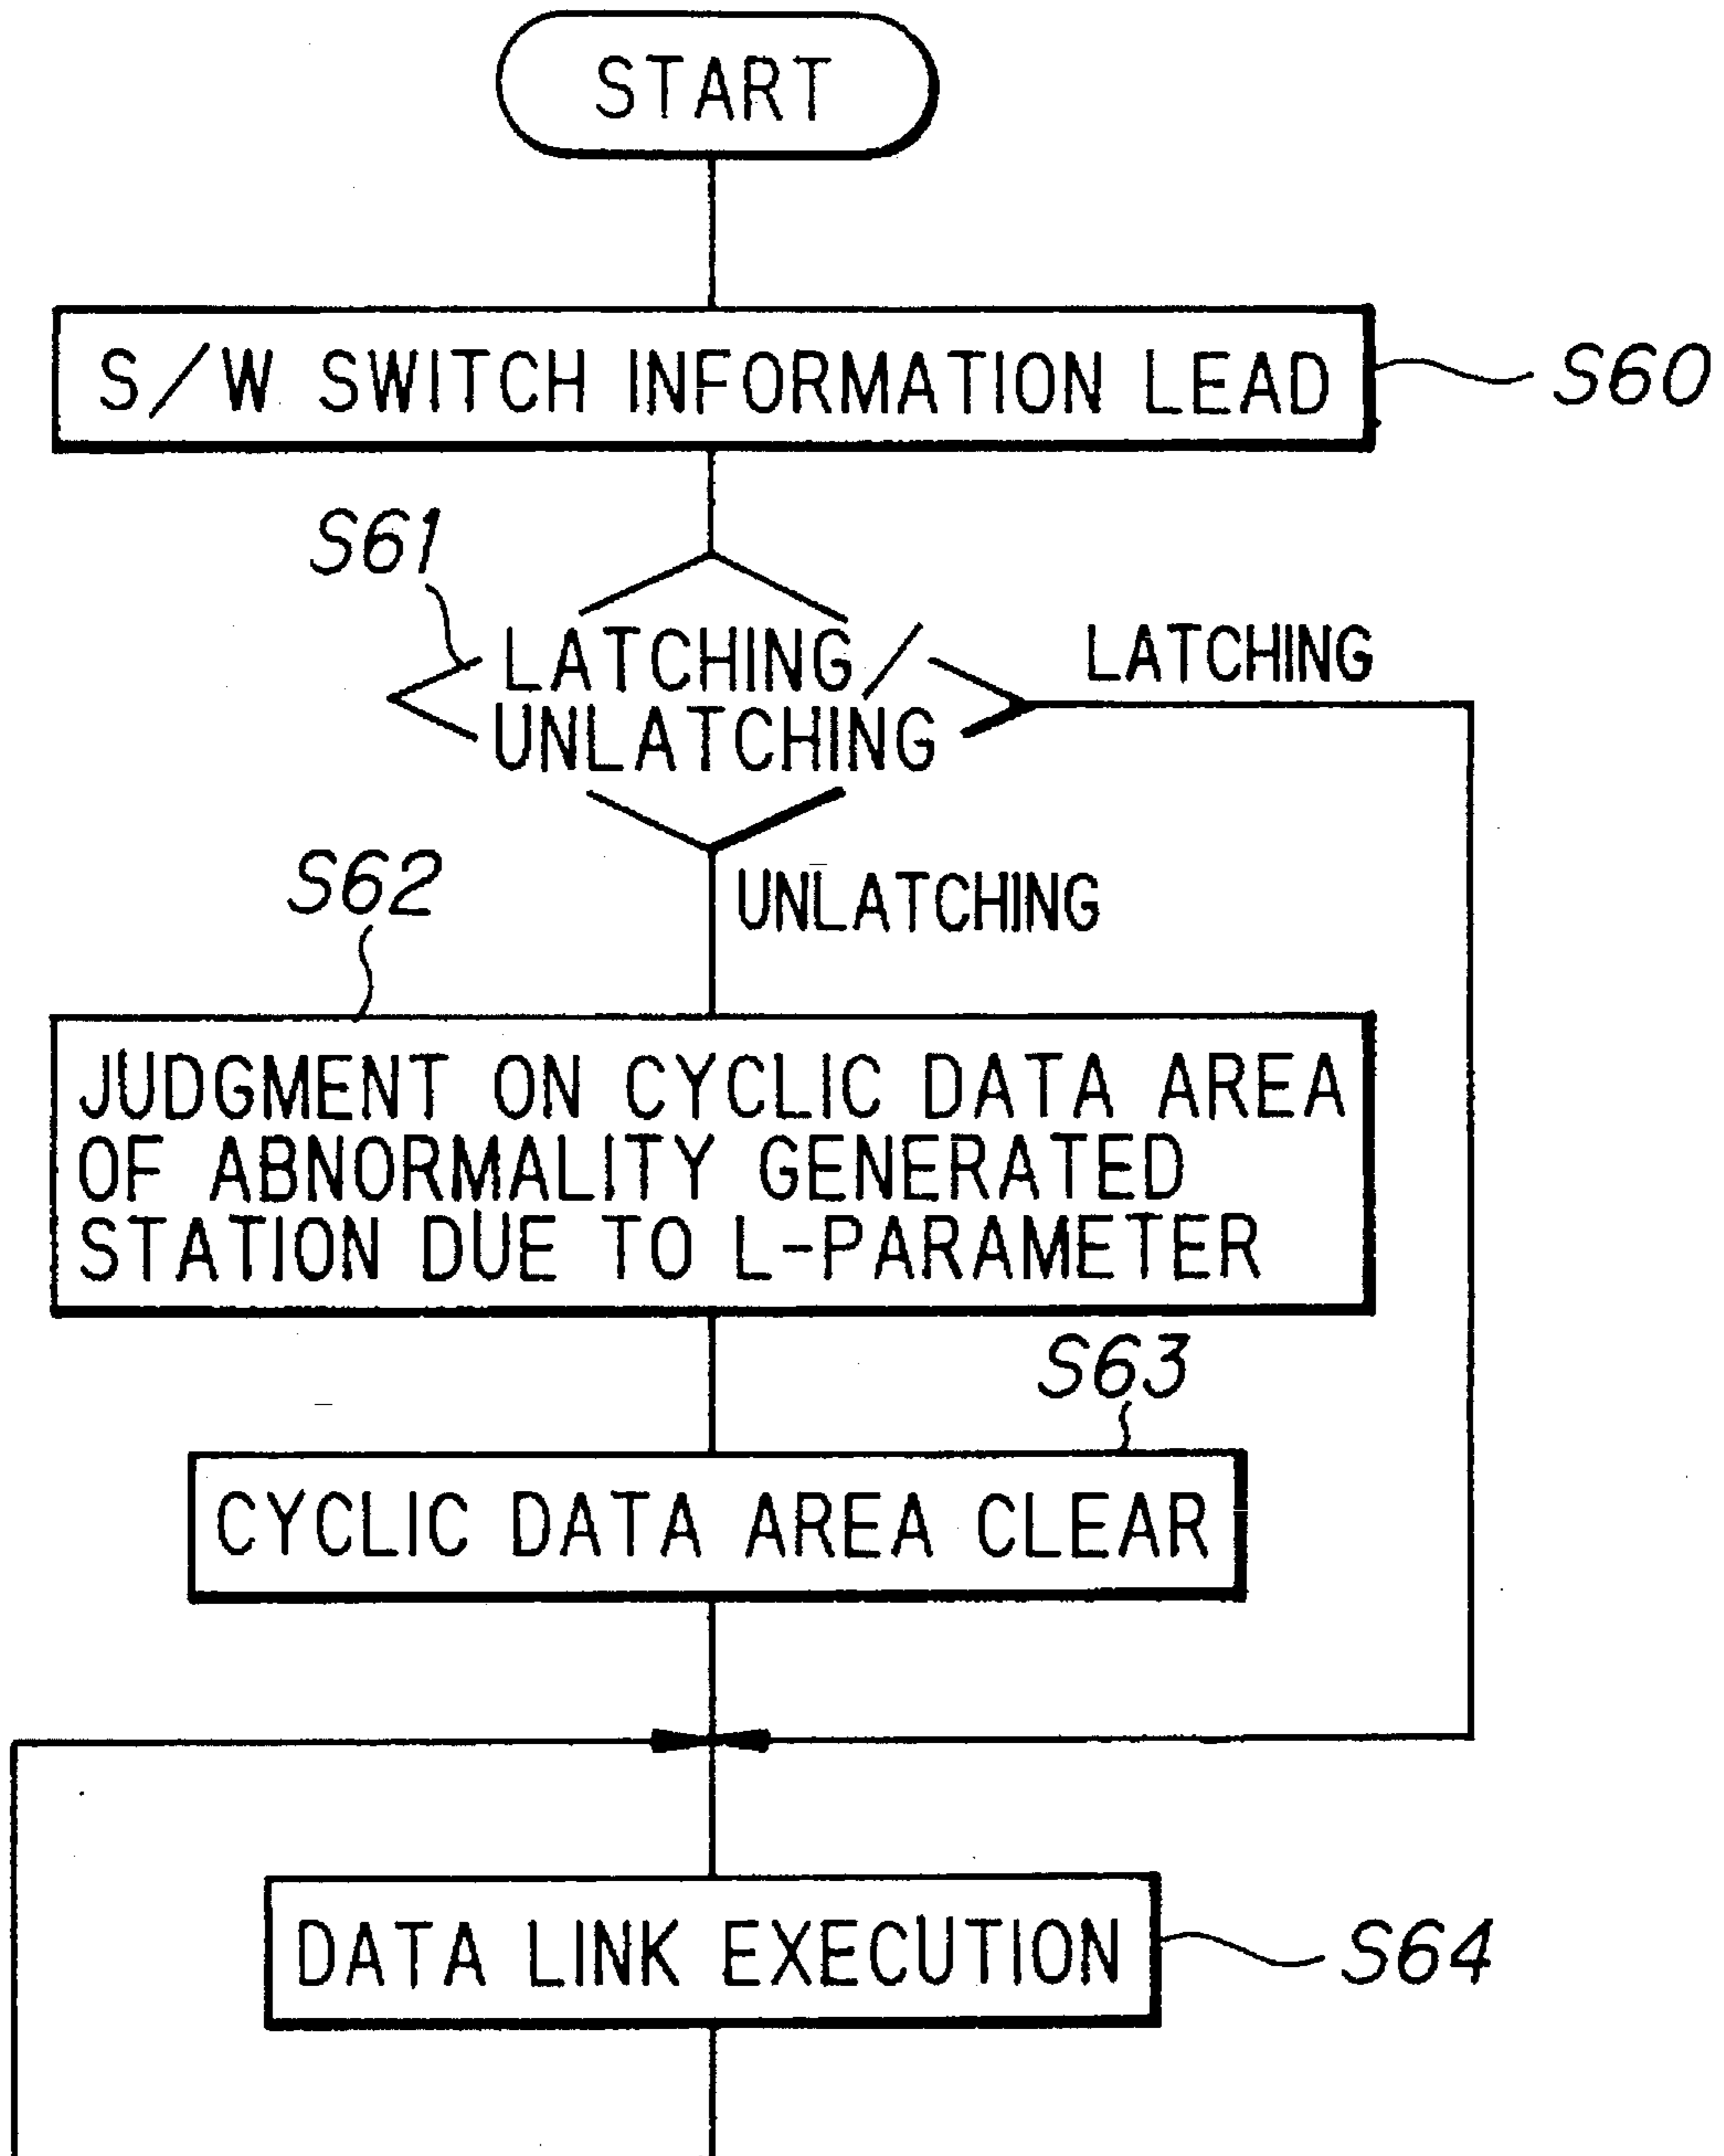 START
S/W SWITCH INFORMATION LEAD
S60
S61
LATCHING/
UNLATCHING
LATCHING
UNLATCHING
S62
JUDGMENT ON CYCLIC DATA AREA
OF ABNORMALITY GENERATED
STATION DUE TO L-PARAMETER
S63
CYCLIC DATA AREA CLEAR
DATA LINK EXECUTION
S64